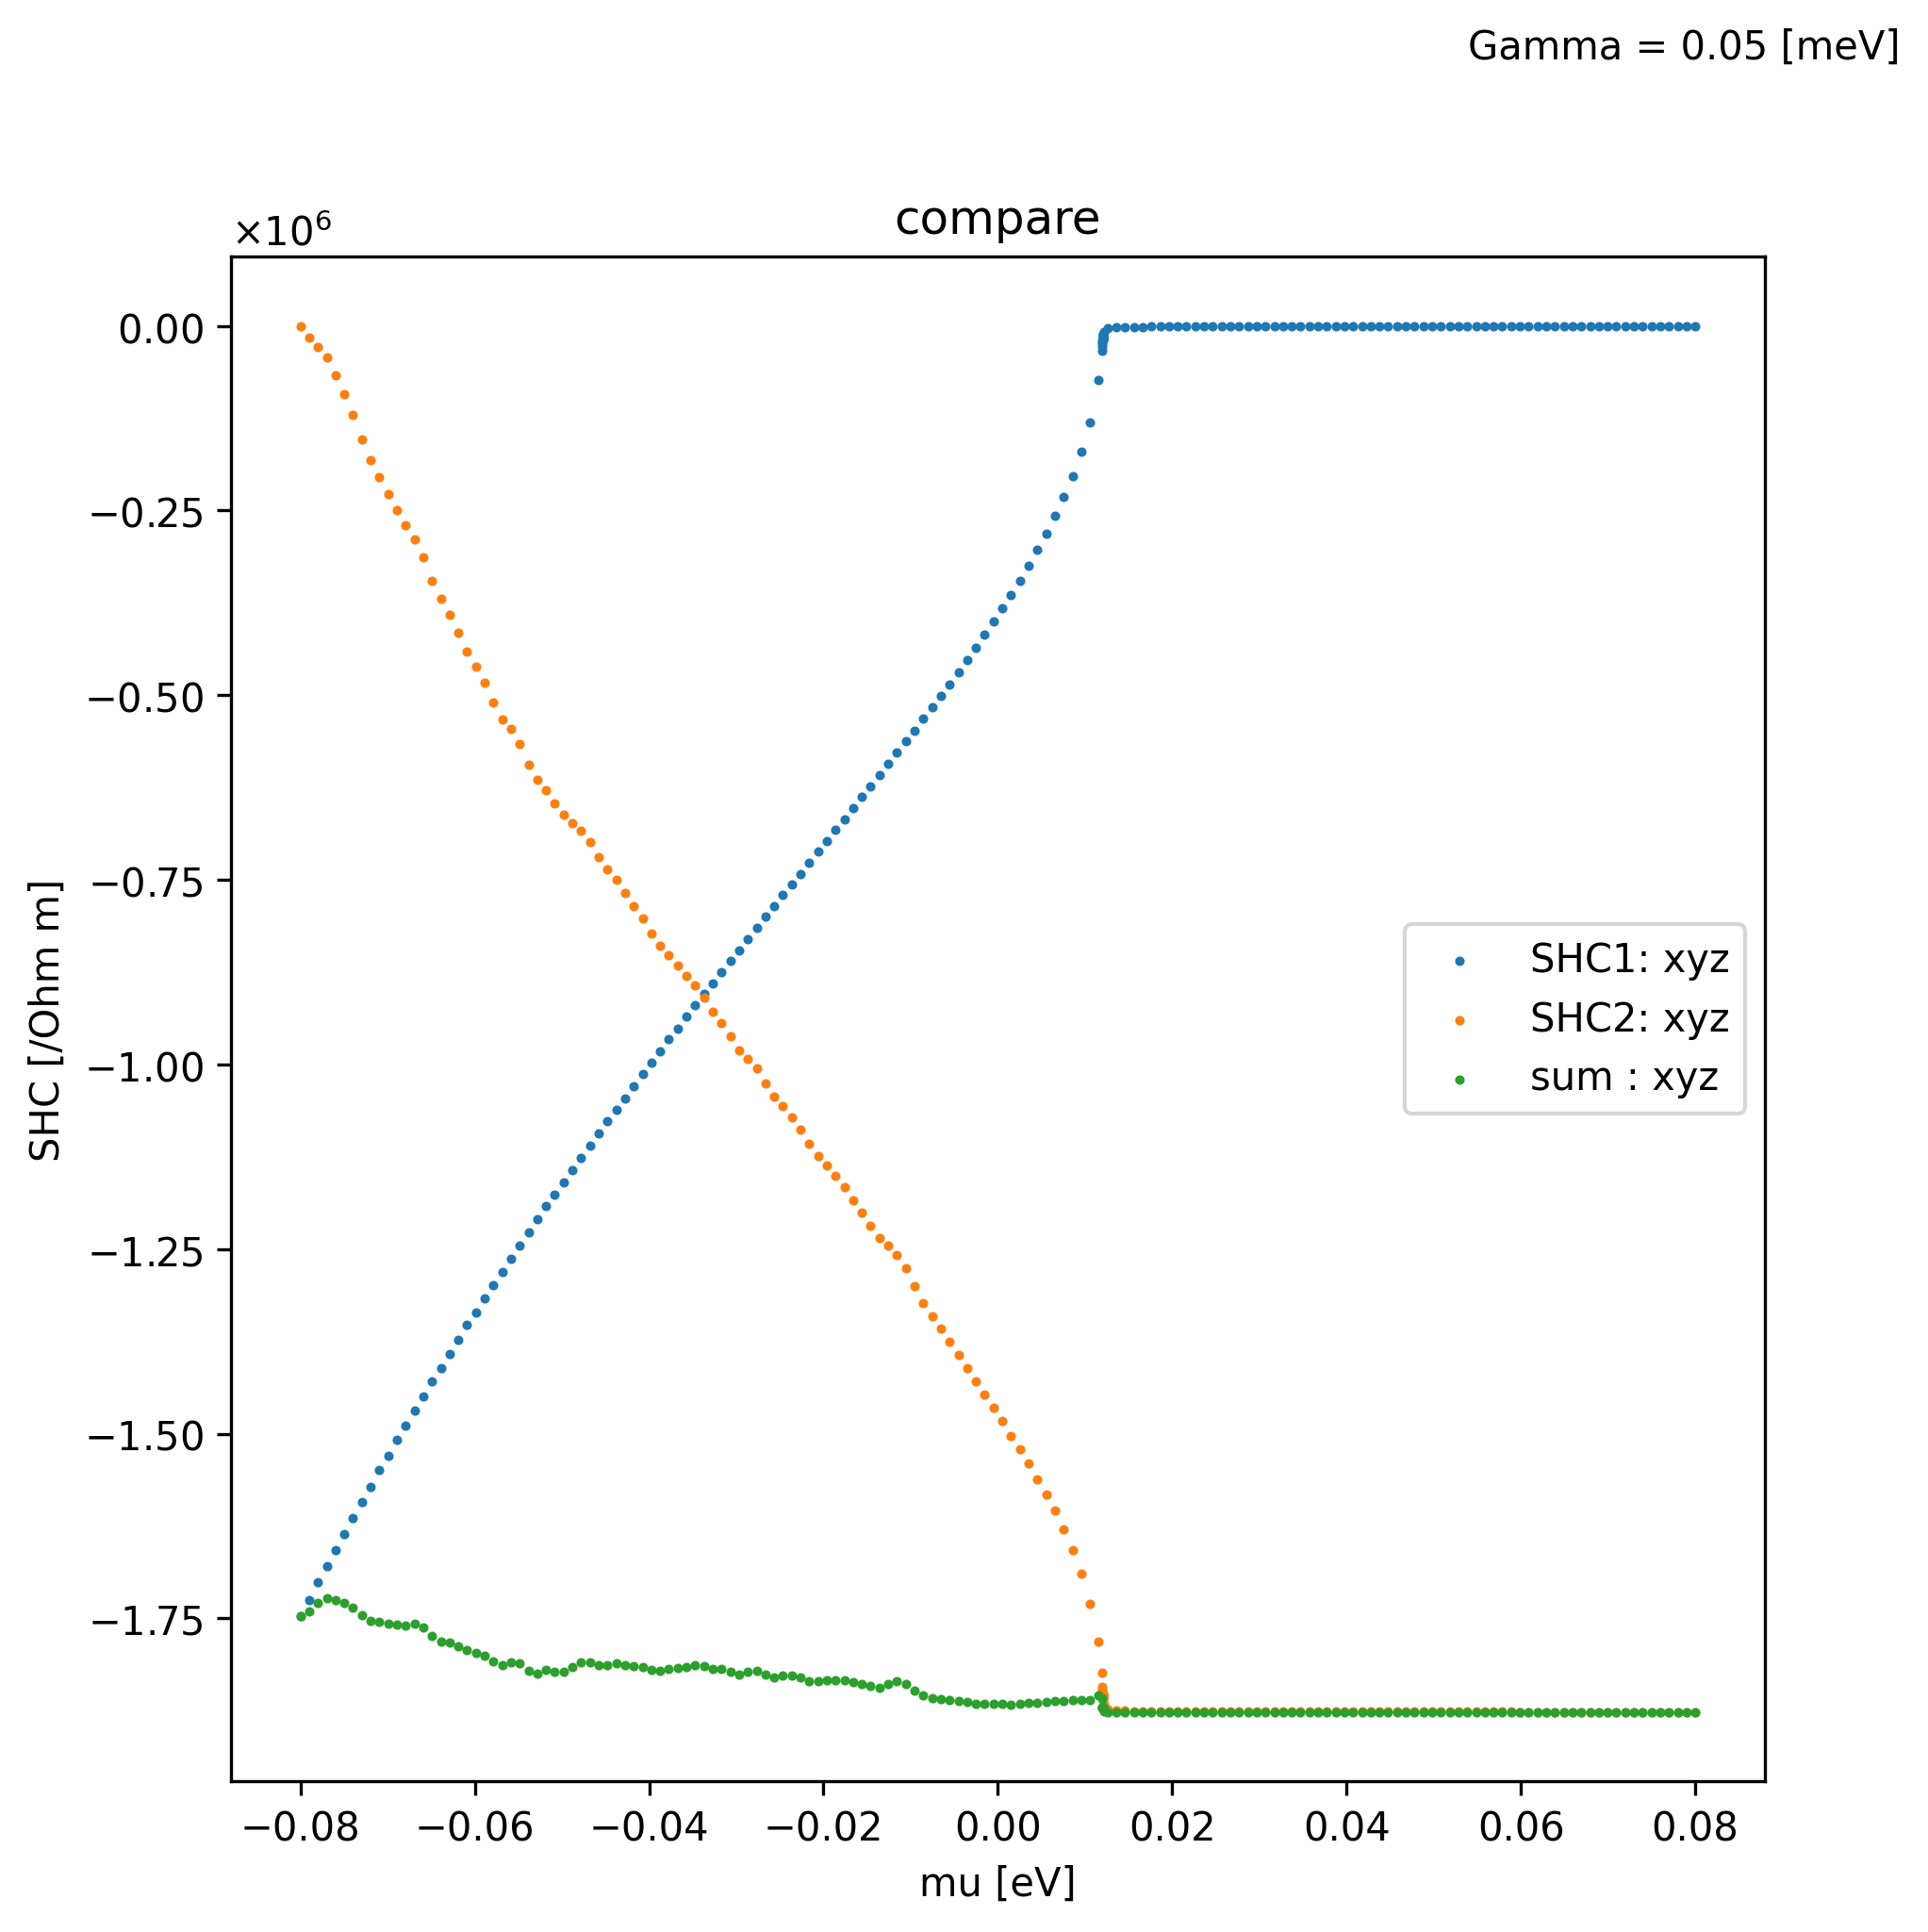 Gamma = 0.05 [meV]
compare
×10⁶
0.00
−0.25
−0.50
−0.75
−1.00
−1.25
−1.50
−1.75
SHC [/Ohm m]
SHC1: xyz
SHC2: xyz
sum : xyz
−0.08 −0.06 −0.04 −0.02 0.00 0.02 0.04 0.06 0.08
mu [eV]